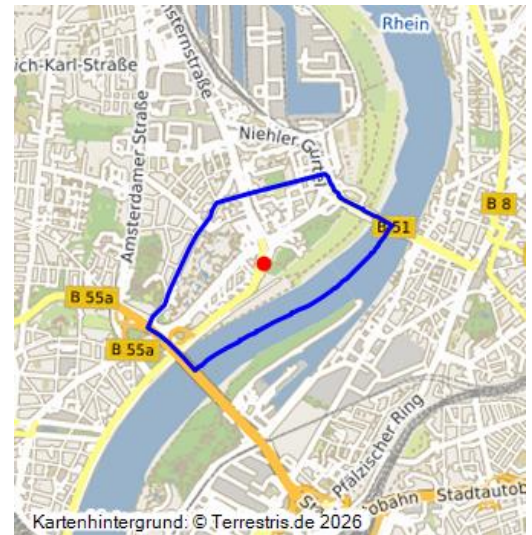 Rhein
ich-Karl-Straße
sternstraße
Niehler Gürtel
Amsterdamer Straße
B 8
B 51
B 55a
B 55a
Pfälzischer Ring
Stadtautob
Kartenhintergrund: © Terrestris.de 2026